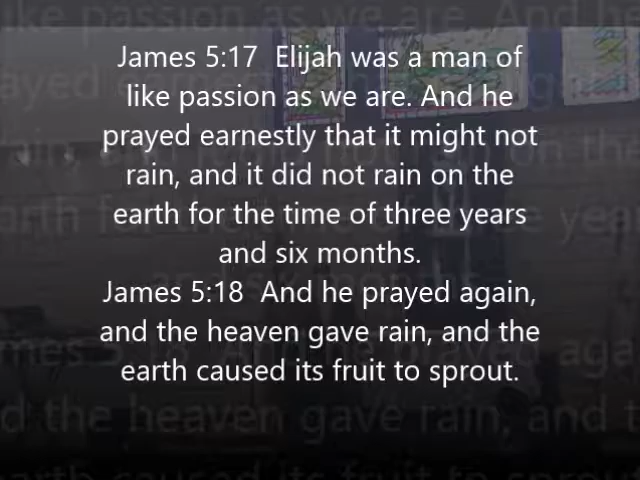 James 5:17  Elijah was a man of
like passion as we are. And he
prayed earnestly that it might not
rain, and it did not rain on the
earth for the time of three years
and six months.
James 5:18  And he prayed again,
and the heaven gave rain, and the
earth caused its fruit to sprout.